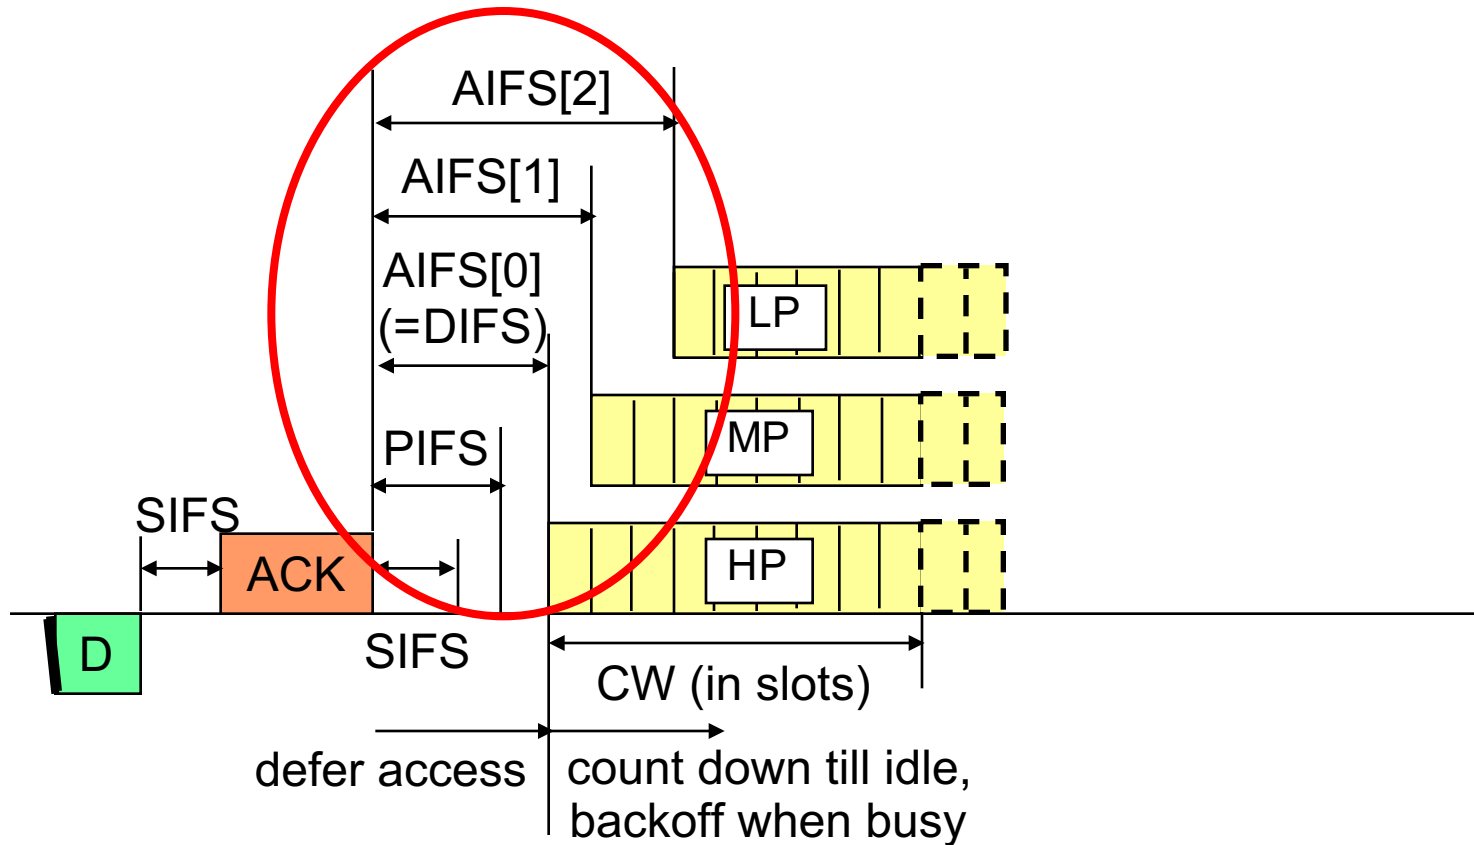 AIFS[2]
AIFS[1]
AIFS[0]
(=DIFS)
LP
PIFS
MP
SIFS
ACK
HP
D
SIFS
CW (in slots)
defer access
count down till idle,
backoff when busy